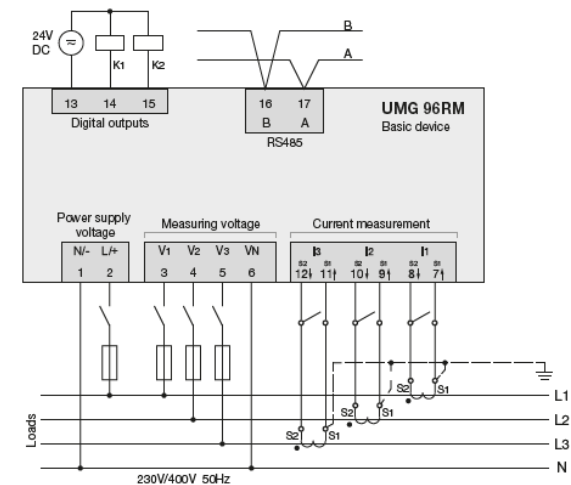 24V
DC
K1 K2
B
A
13 14 15
Digital outputs
16 17
B A
RS485
UMG 96RM
Basic device
Power supply
voltage
Measuring voltage
Current measurement
N/- L/+
V1 V2 V3 VN
I3 I2 I1
S2 S1 S2 S1 S2 S1
1 2 3 4 5 6
12 11 10 9 8 7
S2 S1
L1
S2 S1
L2
S2 S1
L3
N
Loads
230V/400V 50Hz